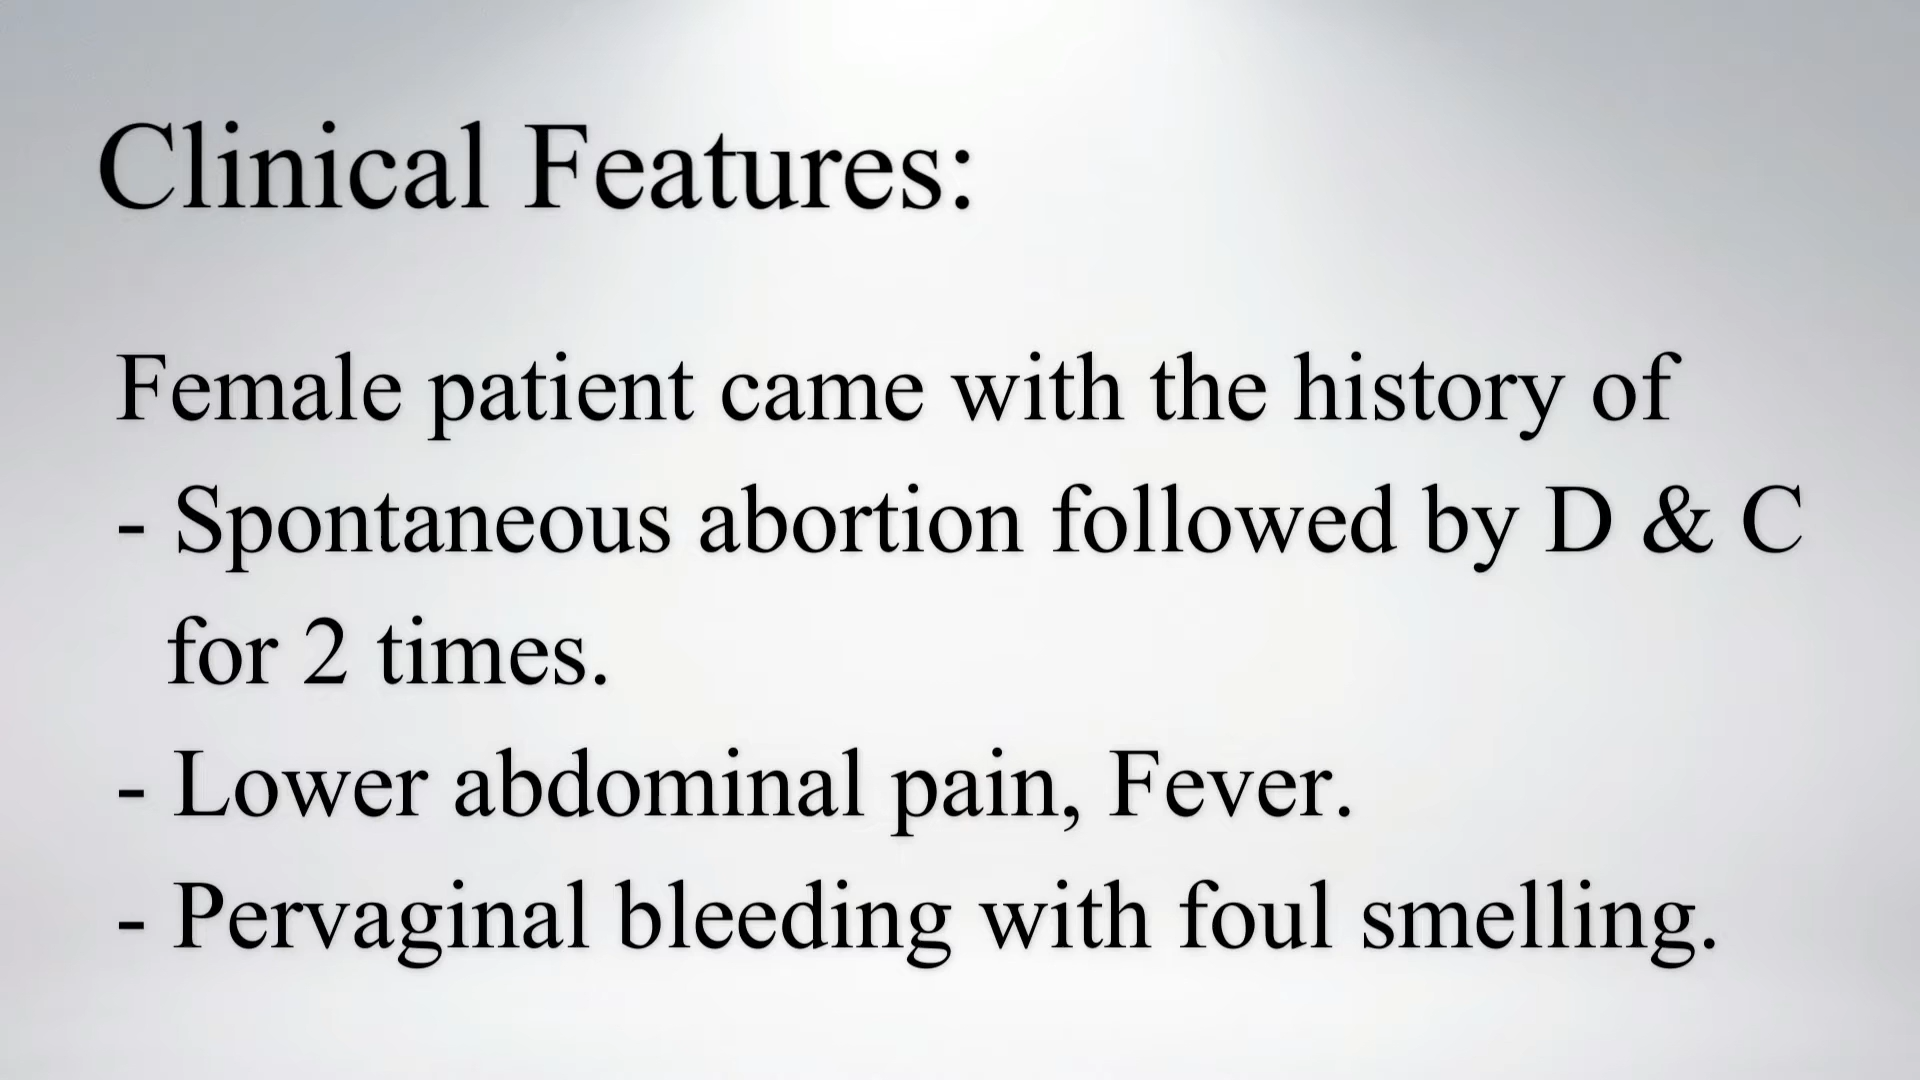 Clinical Features:
Female patient came with the history of
- Spontaneous abortion followed by D & C
for 2 times.
- Lower abdominal pain, Fever.
- Pervaginal bleeding with foul smelling.